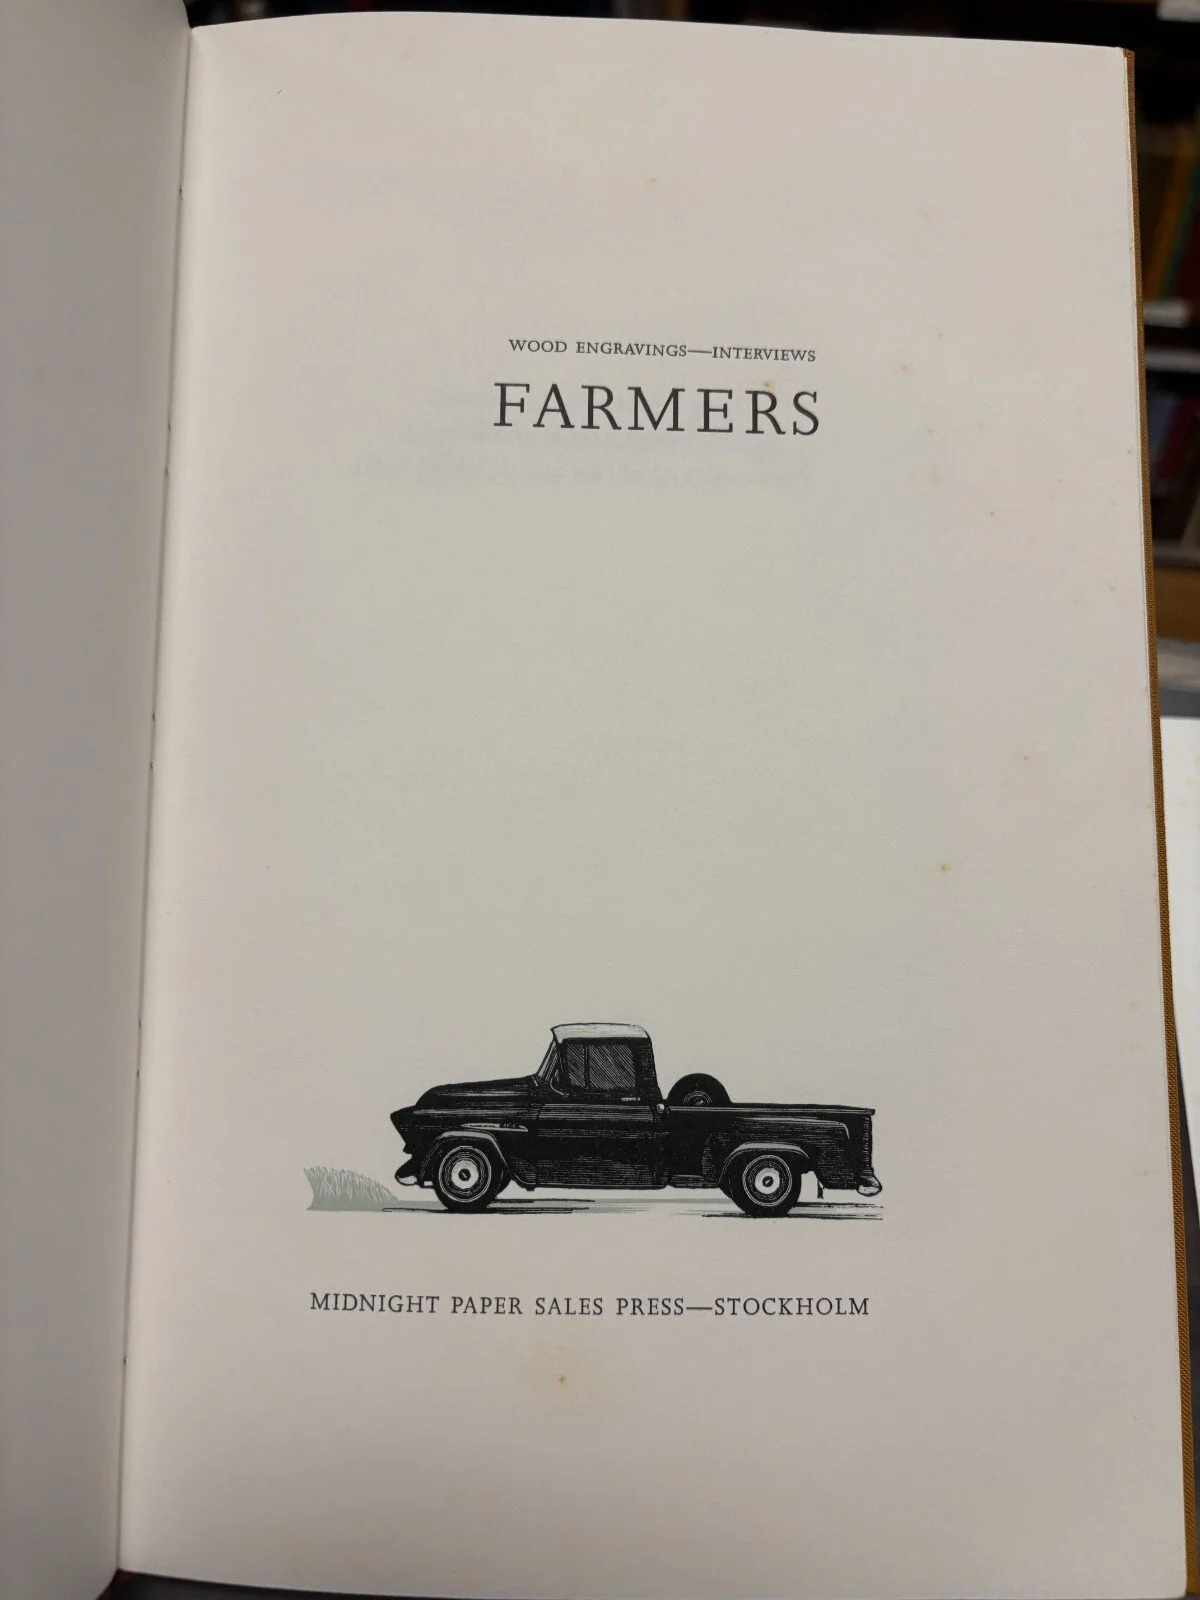 WOOD ENGRAVINGS—INTERVIEWS
FARMERS
MIDNIGHT PAPER SALES PRESS—STOCKHOLM